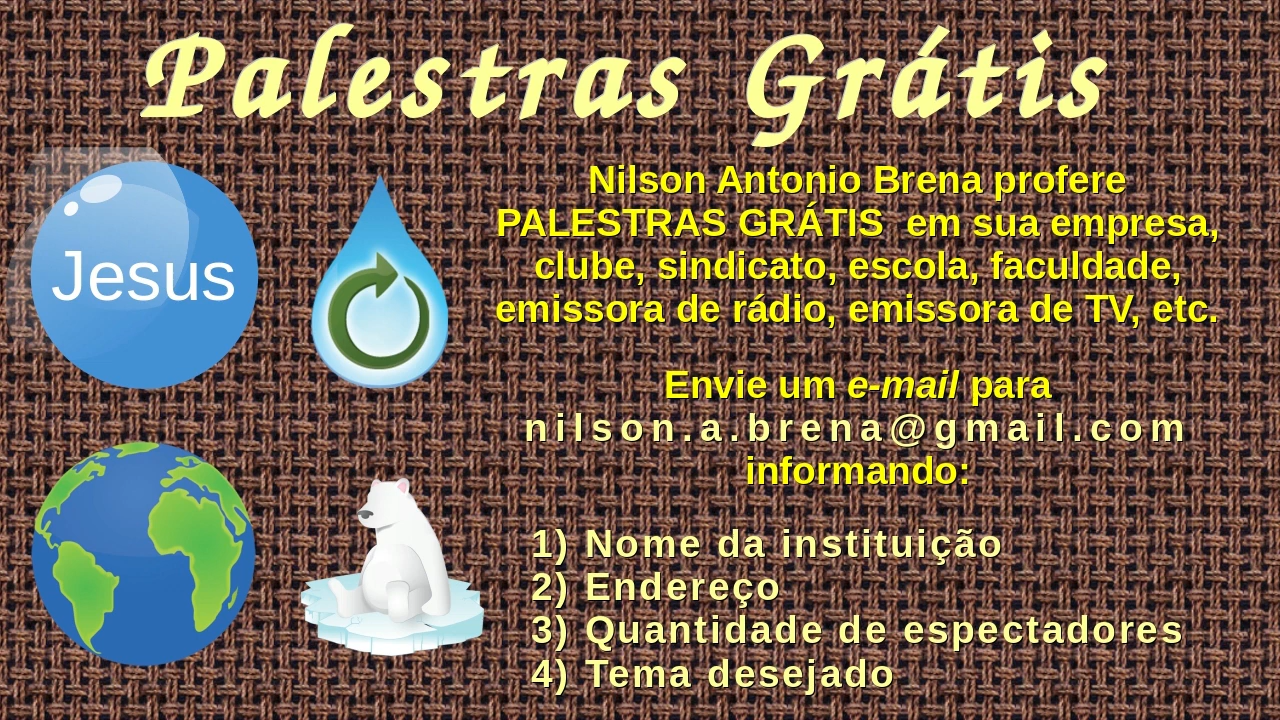 Palestras Grátis
Jesus
Nilson Antonio Brena profere
PALESTRAS GRÁTIS em sua empresa,
clube, sindicato, escola, faculdade,
emissora de rádio, emissora de TV, etc.
Envie um e-mail para
nilson.a.brena@gmail.com
informando:
1) Nome da instituição
2) Endereço
3) Quantidade de espectadores
4) Tema desejado